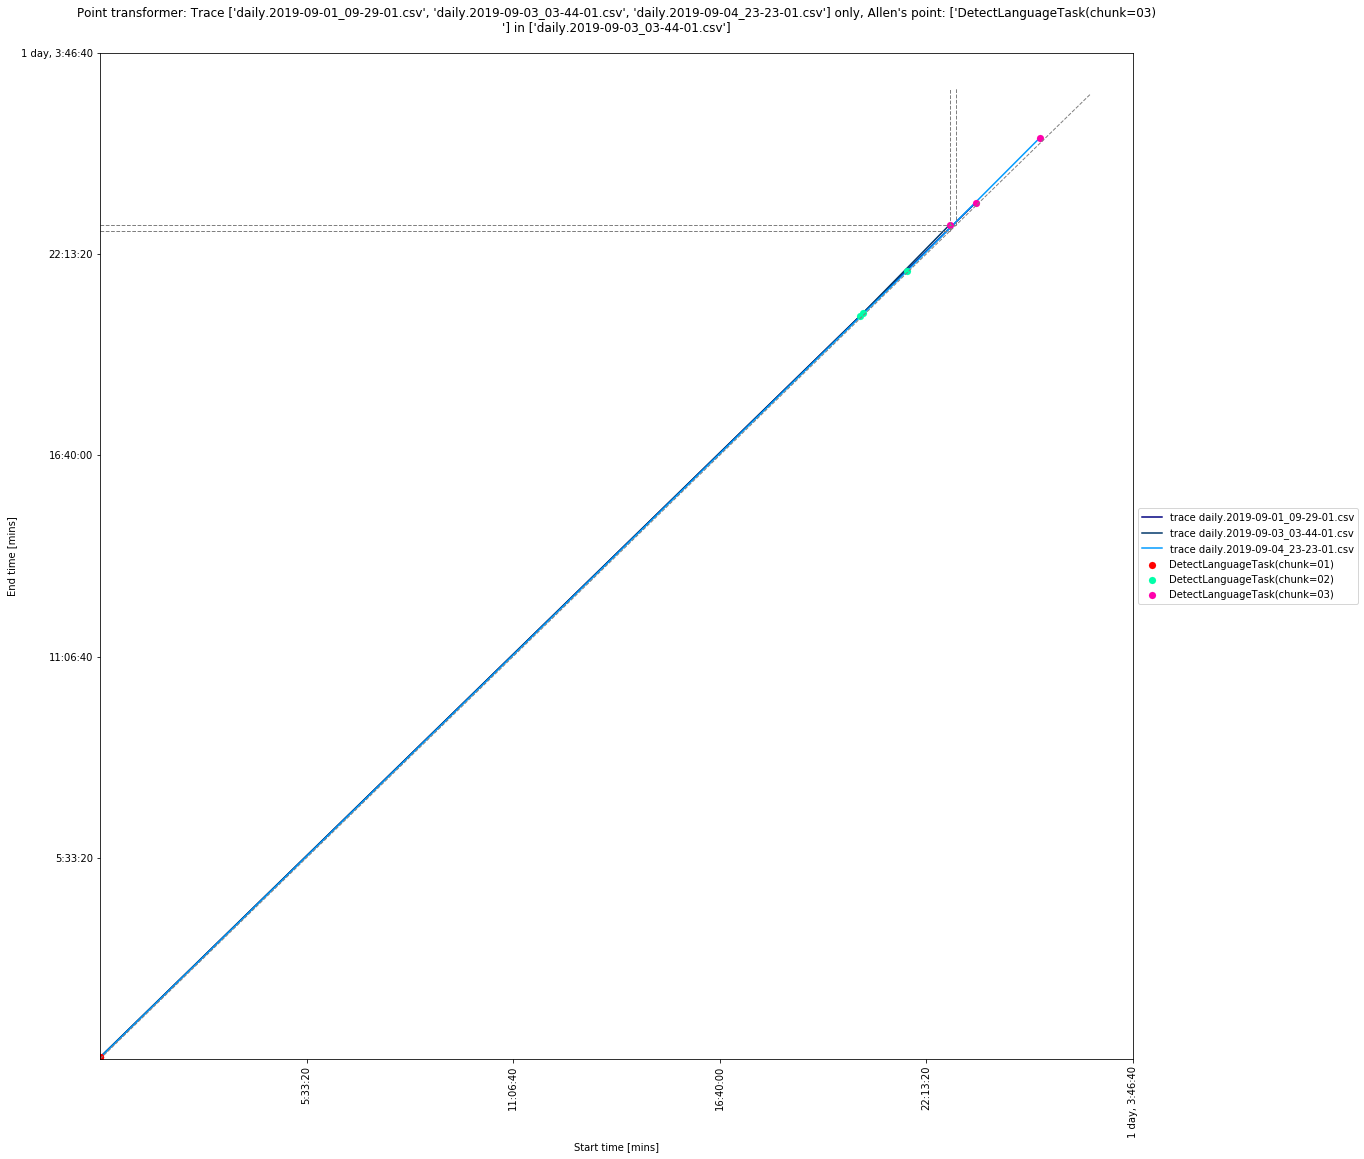 Point transformer: Trace ['daily.2019-09-01_09-29-01.csv', 'daily.2019-09-03_03-44-01.csv', 'daily.2019-09-04_23-23-01.csv'] only, Allen's point: ['DetectLanguageTask(chunk=03)
'] in ['daily.2019-09-03_03-44-01.csv']
1 day, 3:46:40
22:13:20
16:40:00
11:06:40
5:33:20
End time [mins]
trace daily.2019-09-01_09-29-01.csv
trace daily.2019-09-03_03-44-01.csv
trace daily.2019-09-04_23-23-01.csv
DetectLanguageTask(chunk=01)
DetectLanguageTask(chunk=02)
DetectLanguageTask(chunk=03)
5:33:20
11:06:40
16:40:00
22:13:20
1 day, 3:46:40
Start time [mins]